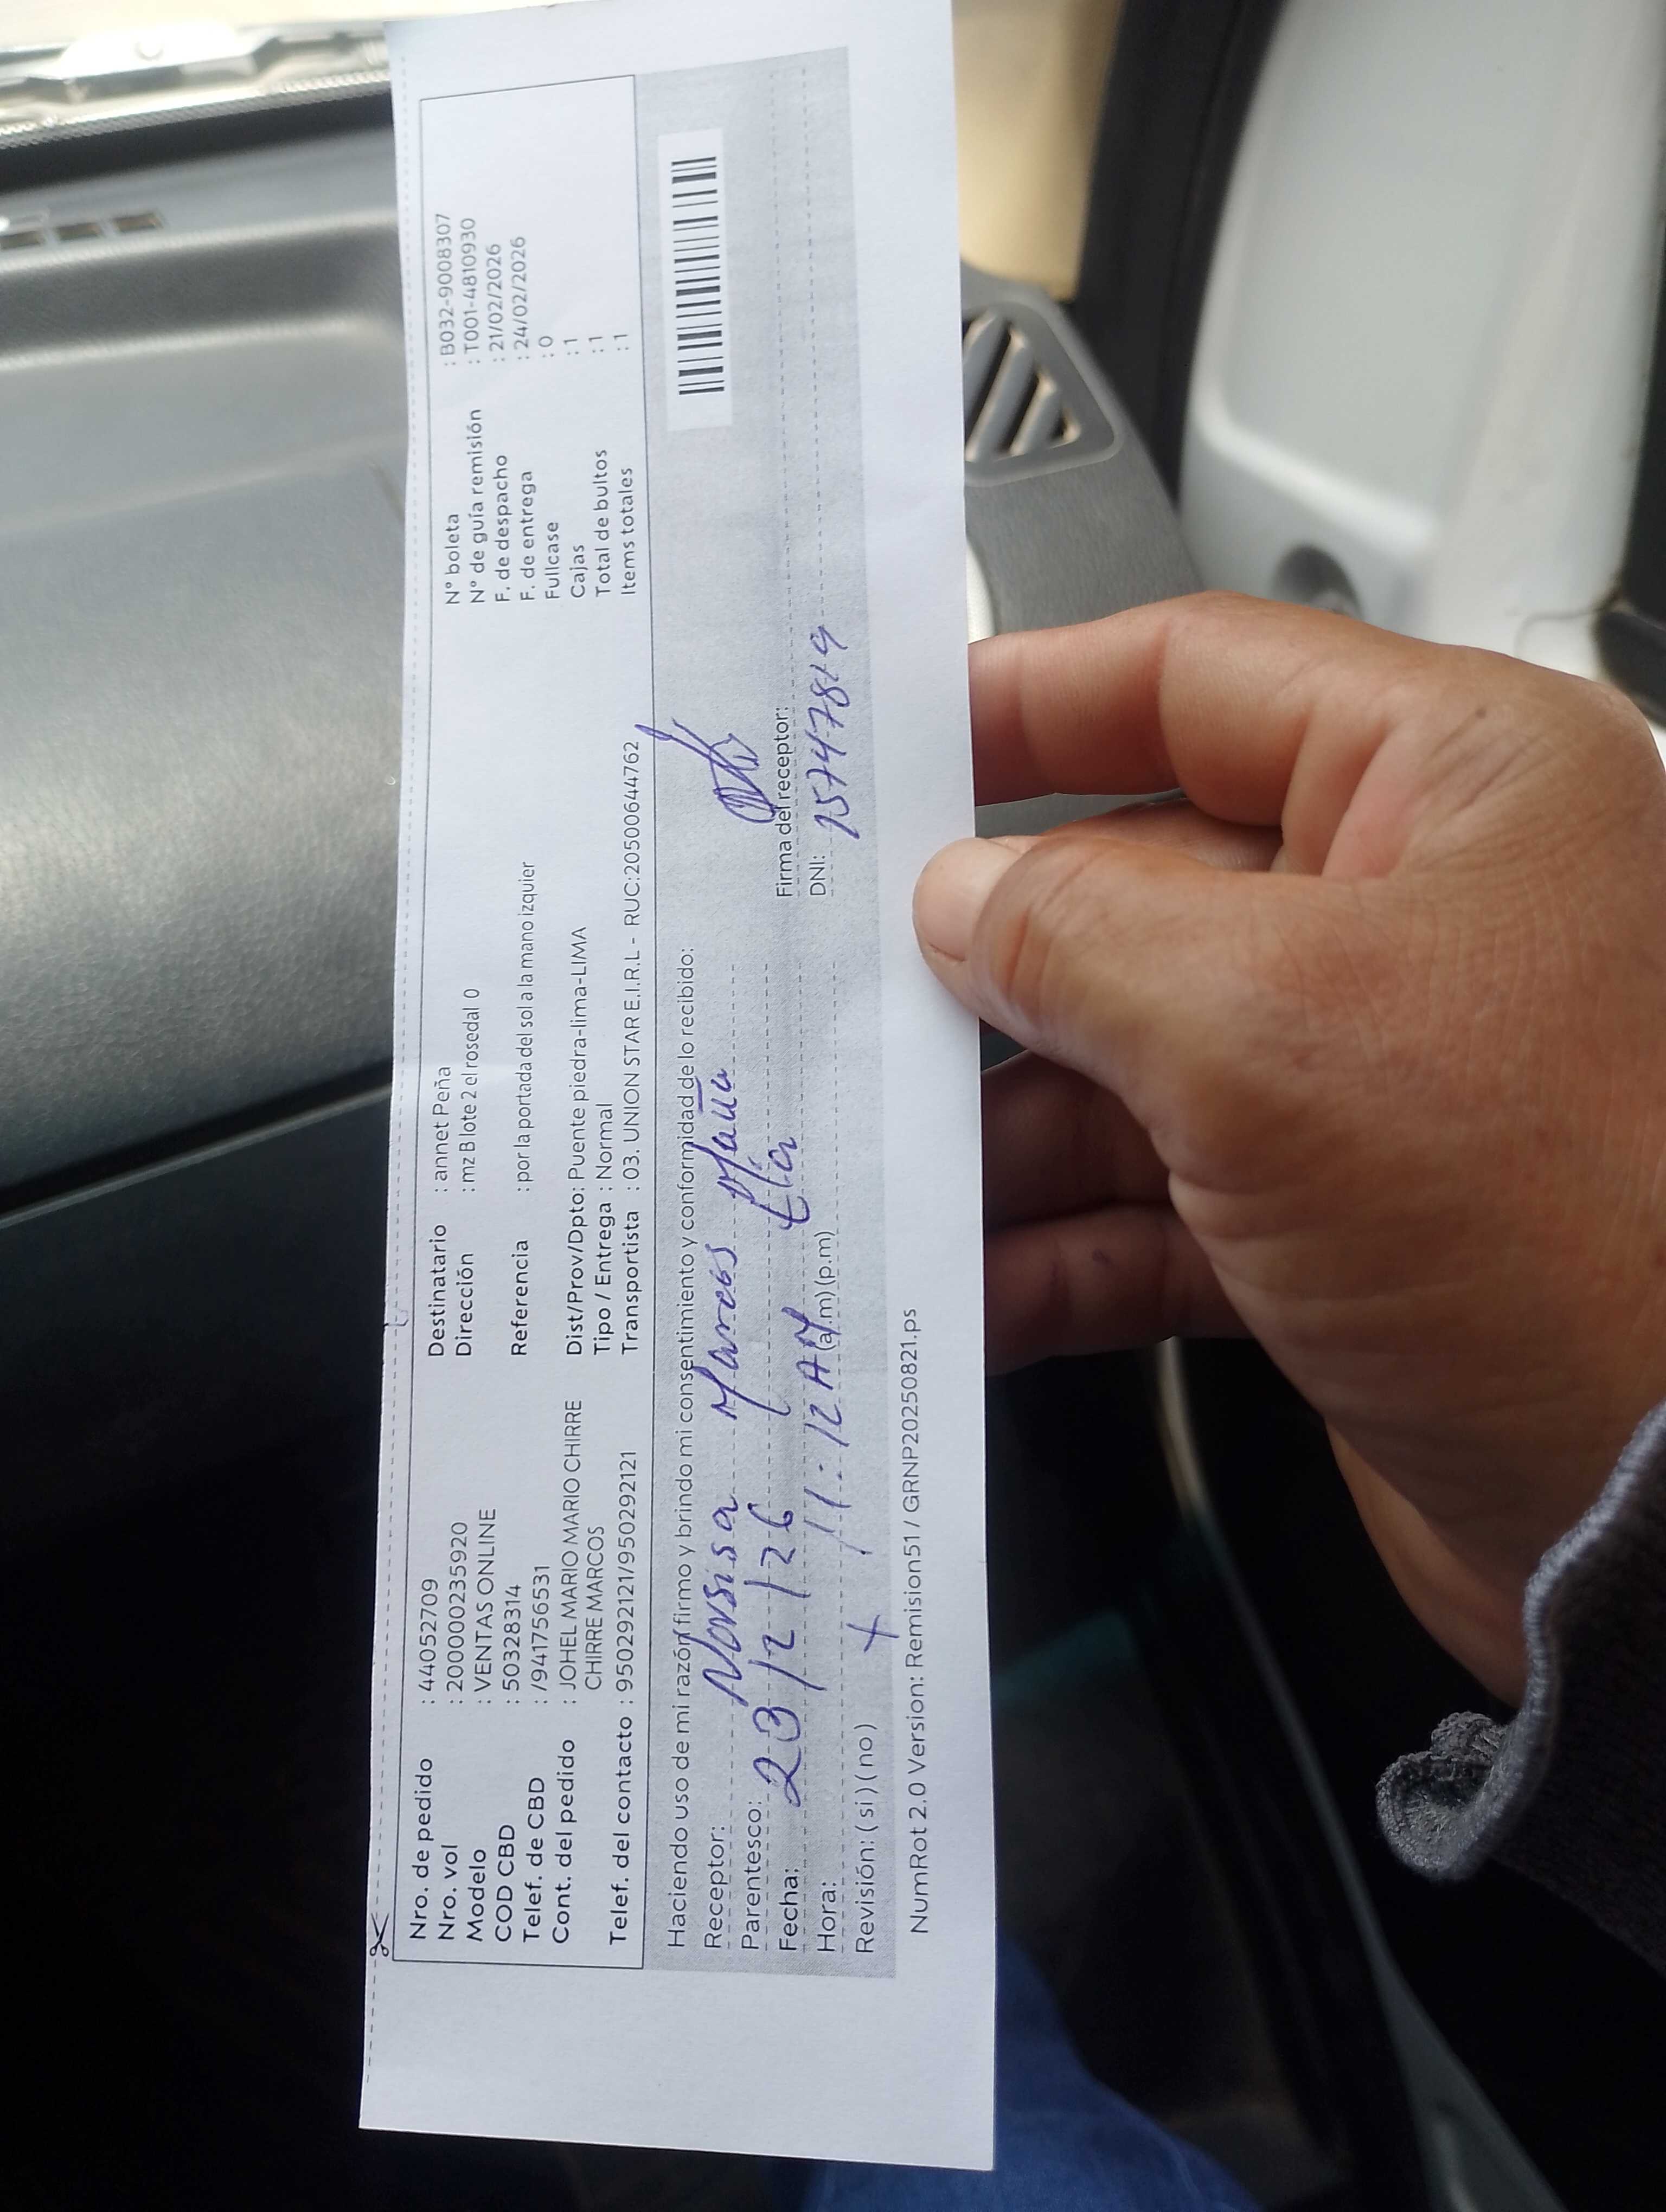 Nro. de pedido : 44052709
Nro. vol : 200000235920
Modelo : VENTAS ONLINE
COD CBD : 50328314
Telef. de CBD : /941756531
Cont. del pedido : JOHEL MARIO MARIO CHIRRE
CHIRRE MARCOS
Telef. del contacto : 950292121/950292121
Destinatario : annet Peña
Dirección : mz B lote 2 el rosedal 0
Referencia : por la portada del sol a la mano izquier
Dist/Prov/Dpto: Puente piedra-lima-LIMA
Tipo / Entrega : Normal
Transportista : 03. UNION STAR E.I.R.L - RUC:20500644762
N° boleta : B032-9008307
N° de guía remisión : T001-4810930
F. de despacho : 21/02/2026
F. de entrega : 24/02/2026
Fullcase : 0
Cajas : 1
Total de bultos : 1
Items totales : 1
Haciendo uso de mi razón firmo y brindo mi consentimiento y conformidad de lo recibido:
Receptor: Norsisa Marcos
Parentesco: tía
Fecha: 23/2/26
Hora: 11:12 AM (a.m) (p.m)
Revisión: ( si ) ( no ) X
Firma del receptor:
DNI: 15747819
NumRot 2.0 Version: Remision51 / GRNP20250821.ps